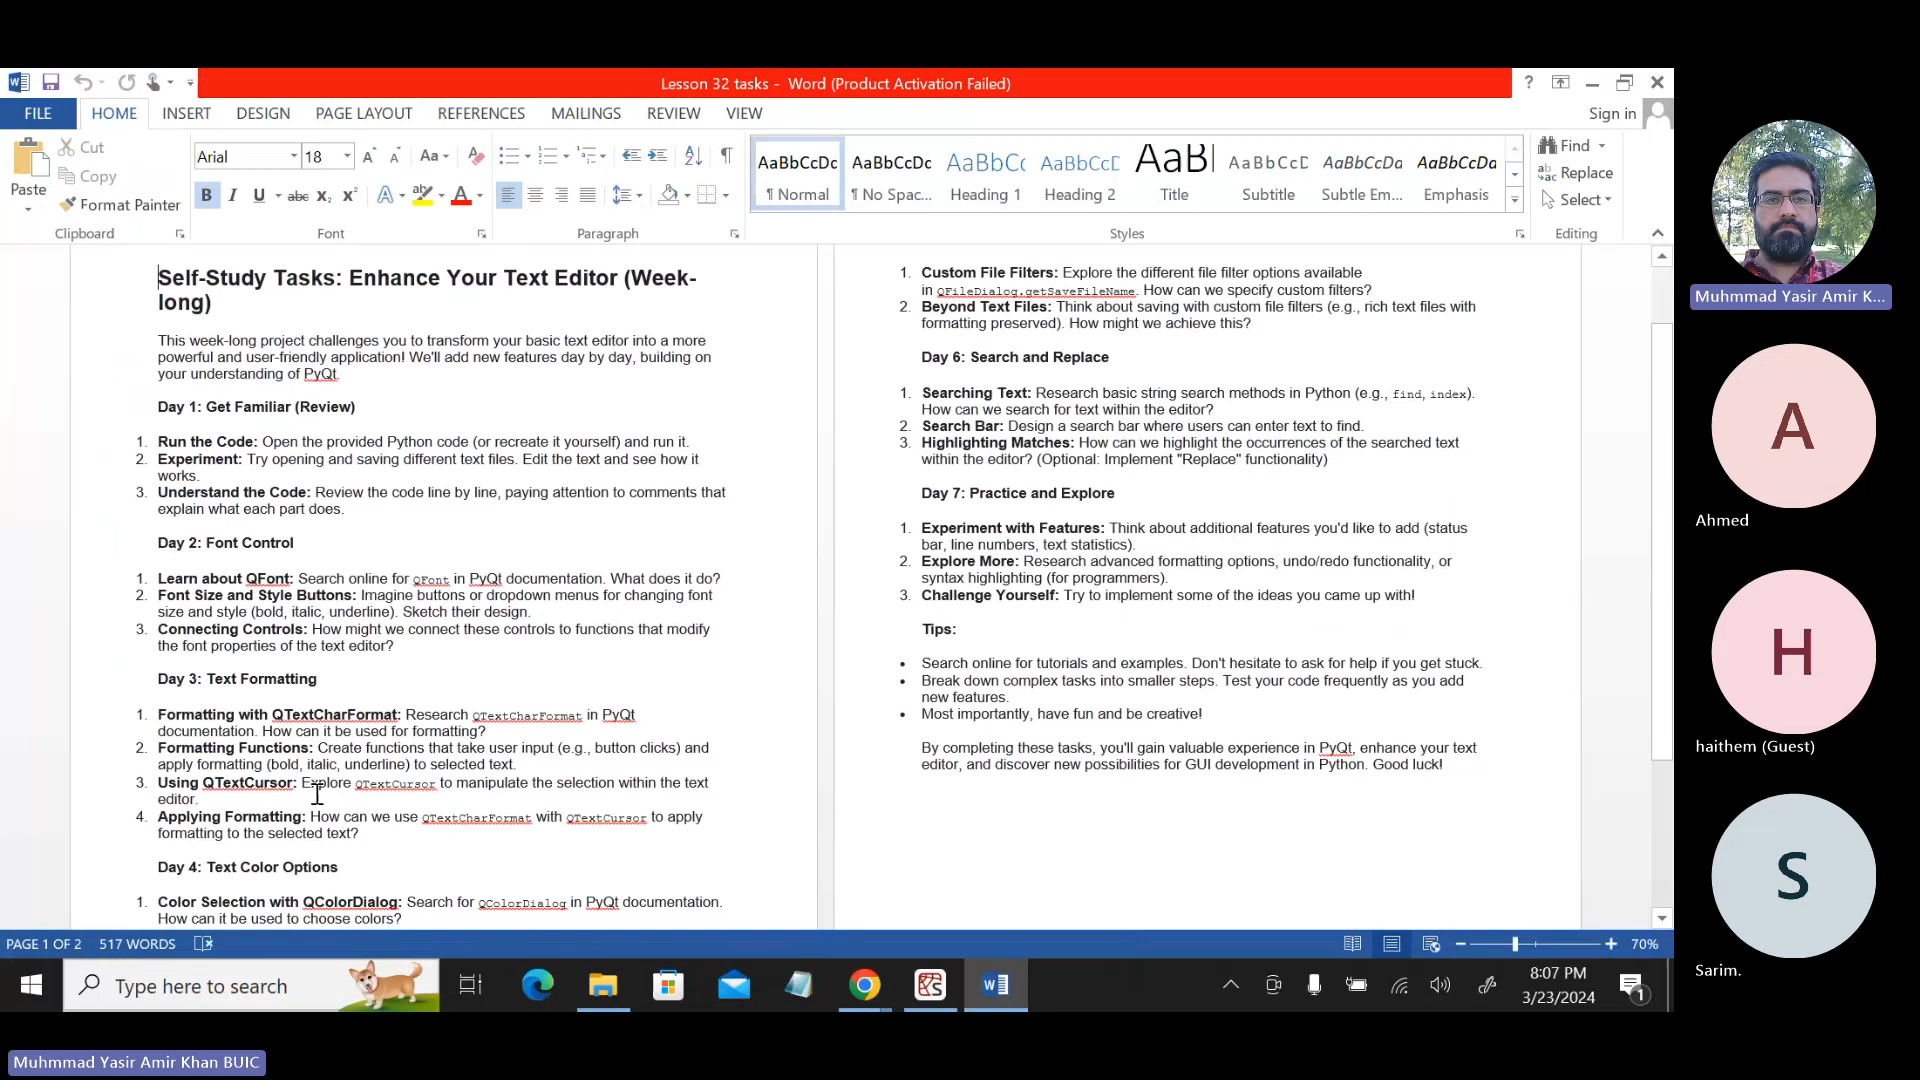 Lesson 32 tasks - Word (Product Activation Failed)
?
FILE HOME INSERT DESIGN PAGE LAYOUT REFERENCES MAILINGS REVIEW VIEW
Sign in
Paste
Cut
Copy
Format Painter
Clipboard
Arial 18
Font
Paragraph
AaBbCcDc AaBbCcDc AaBbCc AaBbCcD AaB AaBbCcD AaBbCcDa AaBbCcDa
¶ Normal ¶ No Spac... Heading 1 Heading 2 Title Subtitle Subtle Em... Emphasis
Styles
Find
Replace
Select
Editing
Self-Study Tasks: Enhance Your Text Editor (Week-
long)
This week-long project challenges you to transform your basic text editor into a more
powerful and user-friendly application! We'll add new features day by day, building on
your understanding of PyQt.
Day 1: Get Familiar (Review)
1. Run the Code: Open the provided Python code (or recreate it yourself) and run it.
2. Experiment: Try opening and saving different text files. Edit the text and see how it
works.
3. Understand the Code: Review the code line by line, paying attention to comments that
explain what each part does.
Day 2: Font Control
1. Learn about QFont: Search online for QFont in PyQt documentation. What does it do?
2. Font Size and Style Buttons: Imagine buttons or dropdown menus for changing font
size and style (bold, italic, underline). Sketch their design.
3. Connecting Controls: How might we connect these controls to functions that modify
the font properties of the text editor?
Day 3: Text Formatting
1. Formatting with QTextCharFormat: Research QTextCharFormat in PyQt
documentation. How can it be used for formatting?
2. Formatting Functions: Create functions that take user input (e.g., button clicks) and
apply formatting (bold, italic, underline) to selected text.
3. Using QTextCursor: Explore QTextCursor to manipulate the selection within the text
editor.
4. Applying Formatting: How can we use QTextCharFormat with QTextCursor to apply
formatting to the selected text?
Day 4: Text Color Options
1. Color Selection with QColorDialog: Search for QColorDialog in PyQt documentation.
How can it be used to choose colors?
1. Custom File Filters: Explore the different file filter options available
in QFileDialog.getSaveFileName. How can we specify custom filters?
2. Beyond Text Files: Think about saving with custom file filters (e.g., rich text files with
formatting preserved). How might we achieve this?
Day 6: Search and Replace
1. Searching Text: Research basic string search methods in Python (e.g., find, index).
How can we search for text within the editor?
2. Search Bar: Design a search bar where users can enter text to find.
3. Highlighting Matches: How can we highlight the occurrences of the searched text
within the editor? (Optional: Implement "Replace" functionality)
Day 7: Practice and Explore
1. Experiment with Features: Think about additional features you'd like to add (status
bar, line numbers, text statistics).
2. Explore More: Research advanced formatting options, undo/redo functionality, or
syntax highlighting (for programmers).
3. Challenge Yourself: Try to implement some of the ideas you came up with!
Tips:
• Search online for tutorials and examples. Don't hesitate to ask for help if you get stuck.
• Break down complex tasks into smaller steps. Test your code frequently as you add
new features.
• Most importantly, have fun and be creative!
By completing these tasks, you'll gain valuable experience in PyQt, enhance your text
editor, and discover new possibilities for GUI development in Python. Good luck!
PAGE 1 OF 2 517 WORDS
70%
Type here to search
8:07 PM
3/23/2024
1
Muhmmad Yasir Amir K...
A
Ahmed
H
haithem (Guest)
S
Sarim.
Muhmmad Yasir Amir Khan BUIC